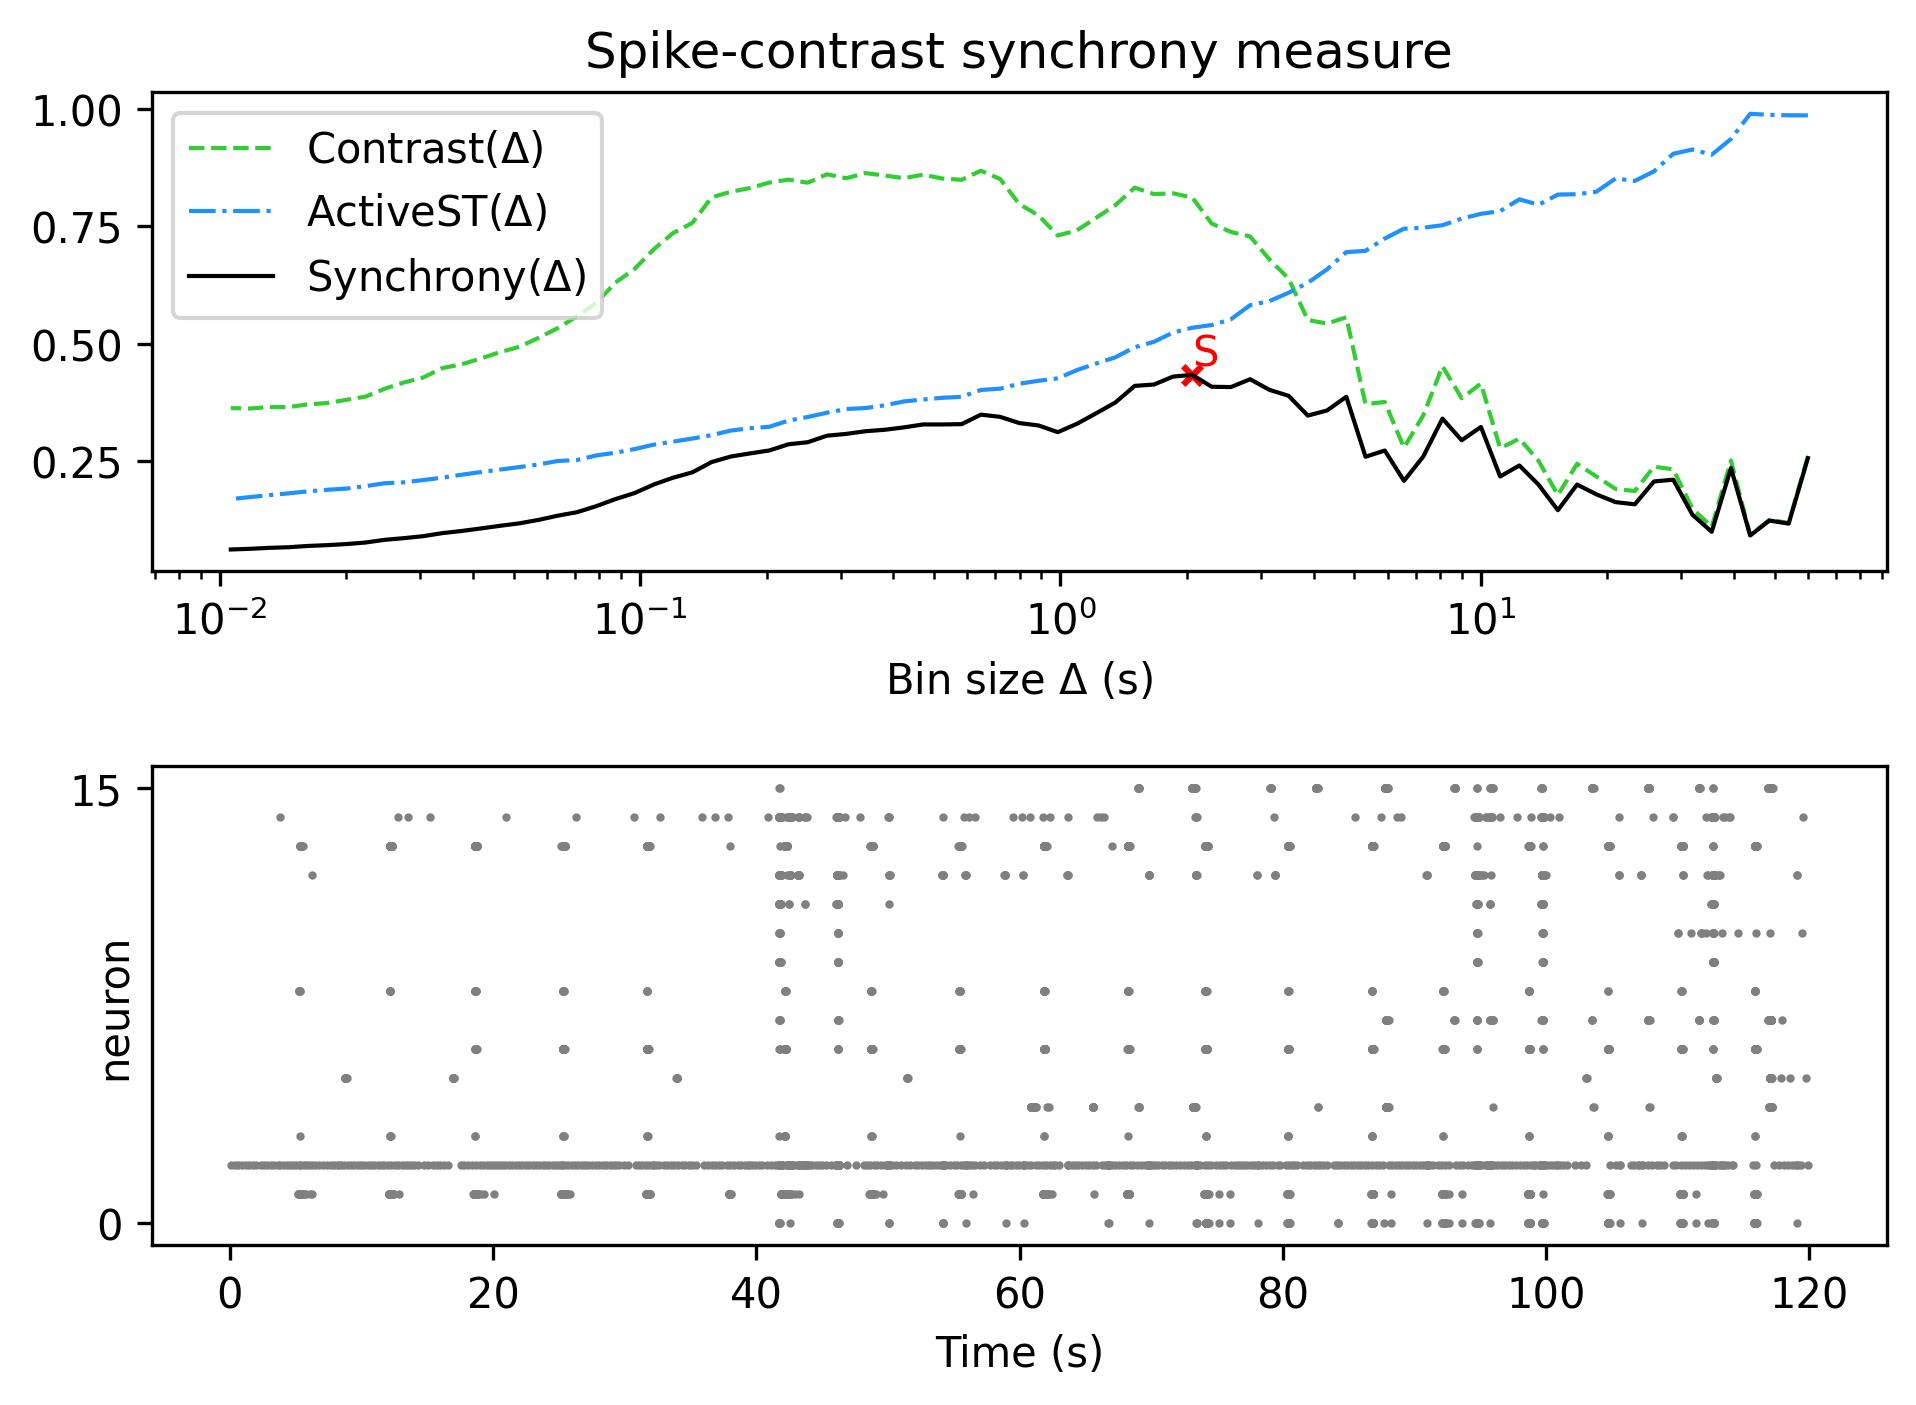 Spike-contrast synchrony measure
1.00
0.75
0.50
0.25
Contrast(Δ)
ActiveST(Δ)
Synchrony(Δ)
S
10⁻² 10⁻¹ 10⁰ 10¹
Bin size Δ (s)
15
0
neuron
0 20 40 60 80 100 120
Time (s)